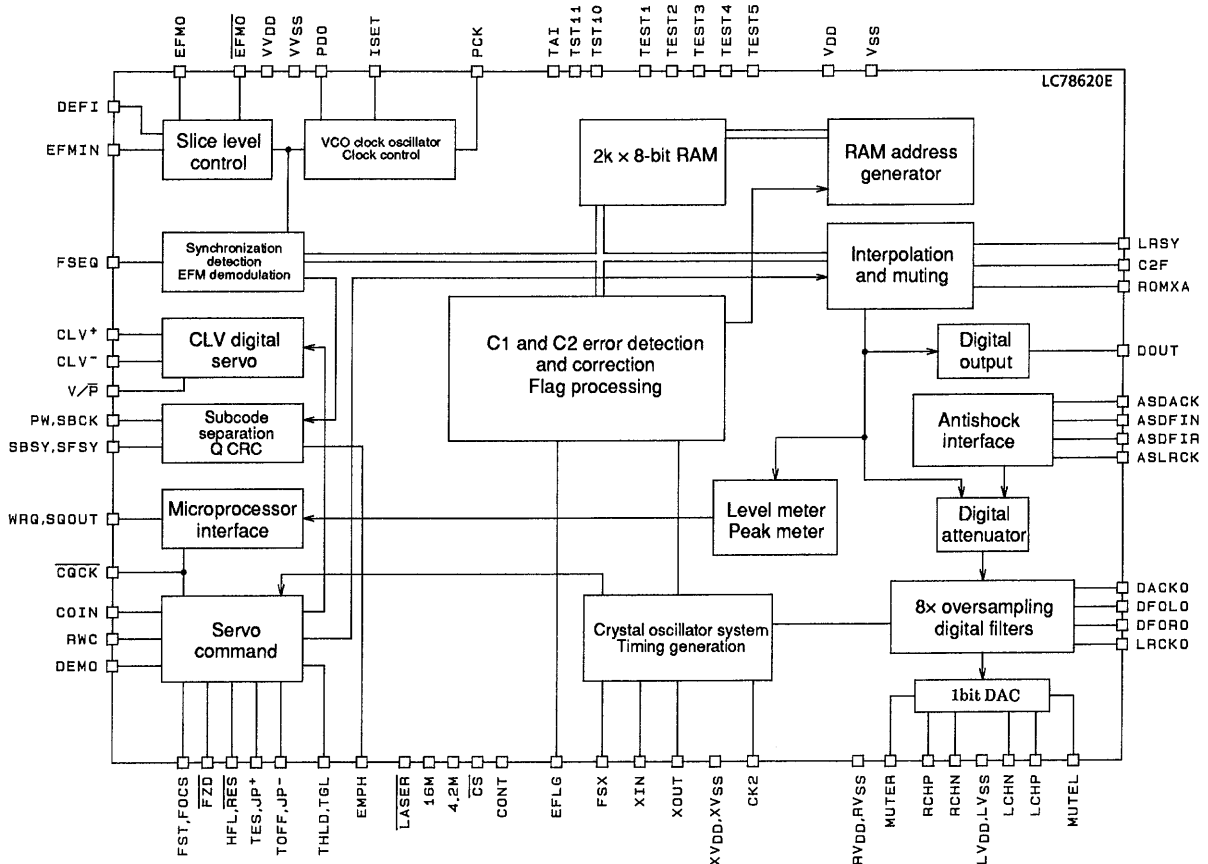 EFMO
E̅F̅M̅O̅
VVDD
VVSS
PDO
ISET
PCK
TAI
TST11
TST10
TEST1
TEST2
TEST3
TEST4
TEST5
VDD
VSS
LC78620E
DEFI
EFMIN
Slice level
control
VCO clock oscillator
Clock control
2k × 8-bit RAM
RAM address
generator
FSEQ
Synchronization
detection
EFM demodulation
Interpolation
and muting
LRSY
C2F
ROMXA
CLV+
CLV-
V/P̅
CLV digital
servo
C1 and C2 error detection
and correction
Flag processing
Digital
output
DOUT
PW,SBCK
SBSY,SFSY
Subcode
separation
Q CRC
Antishock
interface
ASDACK
ASDFIN
ASDFIR
ASLRCK
WRQ,SQOUT
Microprocessor
interface
Level meter
Peak meter
Digital
attenuator
C̅Q̅C̅K̅
COIN
RWC
DEMO
Servo
command
Crystal oscillator system
Timing generation
8× oversampling
digital filters
DACKO
DFOLO
DFORO
LRCKO
1bit DAC
FST,FOCS
F̅Z̅D̅
HFL,R̅E̅S̅
TES,JP+
TOFF,JP-
THLD,TGL
EMPH
L̅A̅S̅E̅R̅
16M
4.2M
C̅S̅
CONT
EFLG
FSX
XIN
XOUT
XVDD,XVSS
CK2
RVDD,RVSS
MUTER
RCHP
RCHN
LVDD,LVSS
LCHN
LCHP
MUTEL